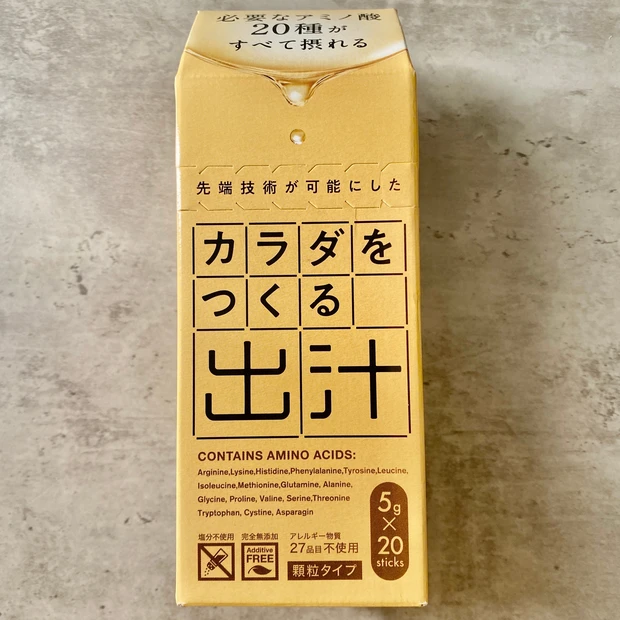 必要なアミノ酸
20種が
すべて摂れる
先端技術が可能にした
カラダを
つくる
出汁
CONTAINS AMINO ACIDS:
Arginine,Lysine,Histidine,Phenylalanine,Tyrosine,Leucine,
Isoleucine,Methionine,Glutamine, Alanine,
Glycine, Proline, Valine, Serine,Threonine
Tryptophan, Cystine, Asparagin
5g
×
20
sticks
塩分不使用
完全無添加
Additive
FREE
アレルギー物質
27品目不使用
顆粒タイプ